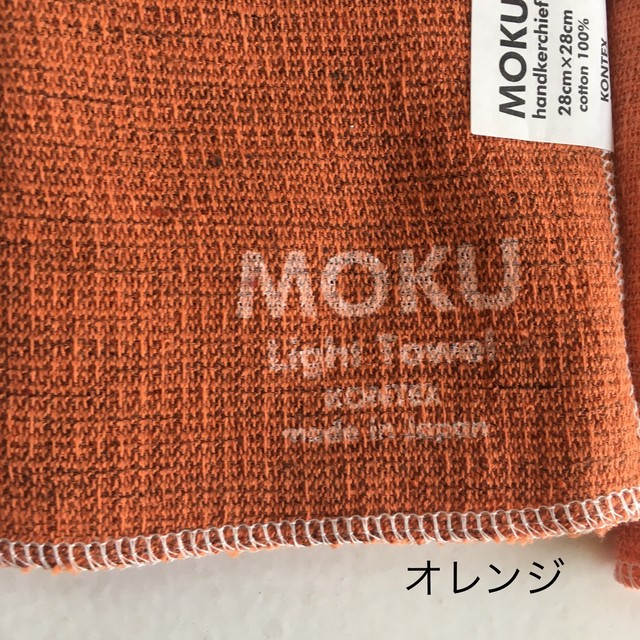 MOKU
handkerchief
28cm×28cm
cotton 100%
KONTEX
MOKU
Light Towel
KONTEX
made in Japan
オレンジ